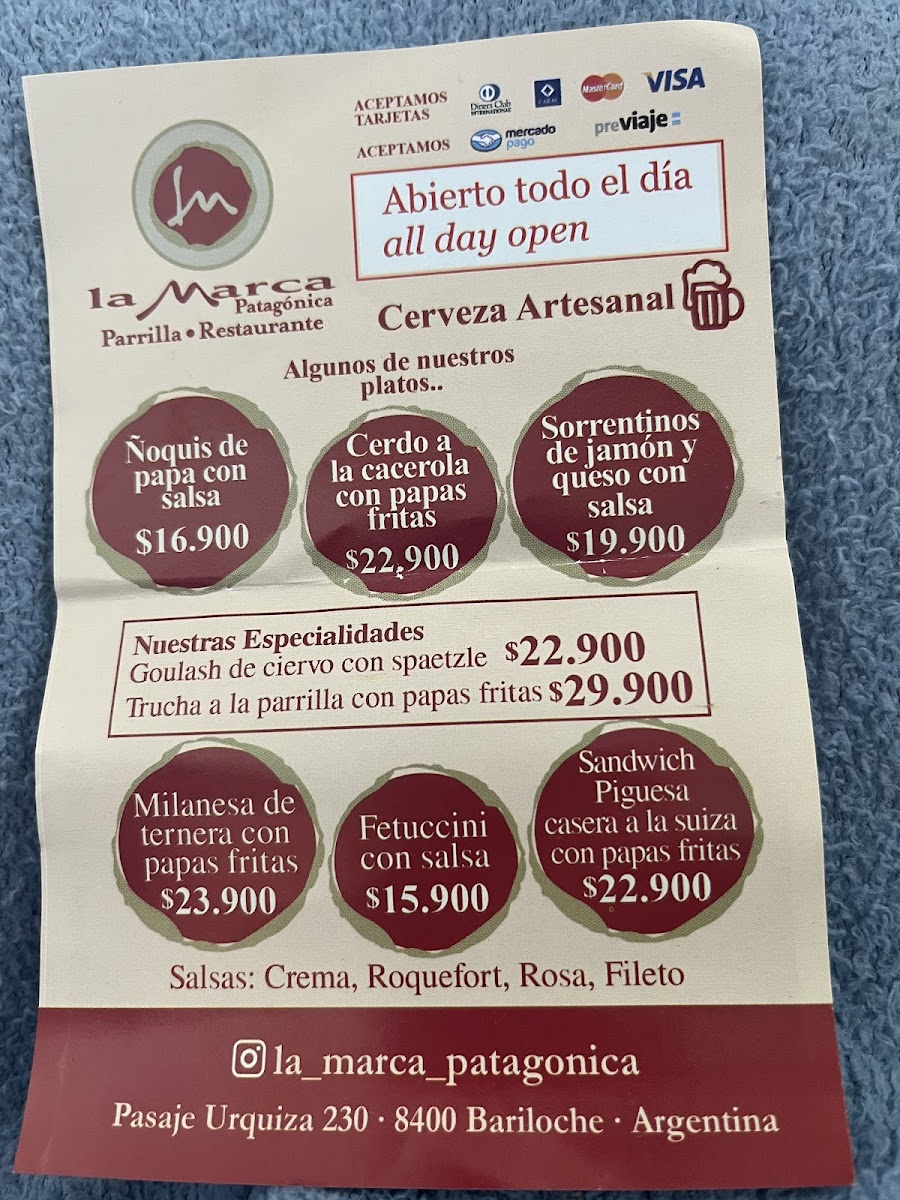 ACEPTAMOS
TARJETAS
Diners Club
INTERNATIONAL
CABAL
MasterCard
VISA
ACEPTAMOS
mercado
pago
previaje
lm
Abierto todo el día
all day open
la Marca
Patagónica
Parrilla • Restaurante
Cerveza Artesanal
Algunos de nuestros
platos..
Ñoquis de
papa con
salsa
$16.900
Cerdo a
la cacerola
con papas
fritas
$22,900
Sorrentinos
de jamón y
queso con
salsa
$19.900
Nuestras Especialidades
Goulash de ciervo con spaetzle $22.900
Trucha a la parrilla con papas fritas $29.900
Milanesa de
ternera con
papas fritas
$23.900
Fetuccini
con salsa
$15.900
Sandwich
Piguesa
casera a la suiza
con papas fritas
$22.900
Salsas: Crema, Roquefort, Rosa, Fileto
la_marca_patagonica
Pasaje Urquiza 230 · 8400 Bariloche · Argentina